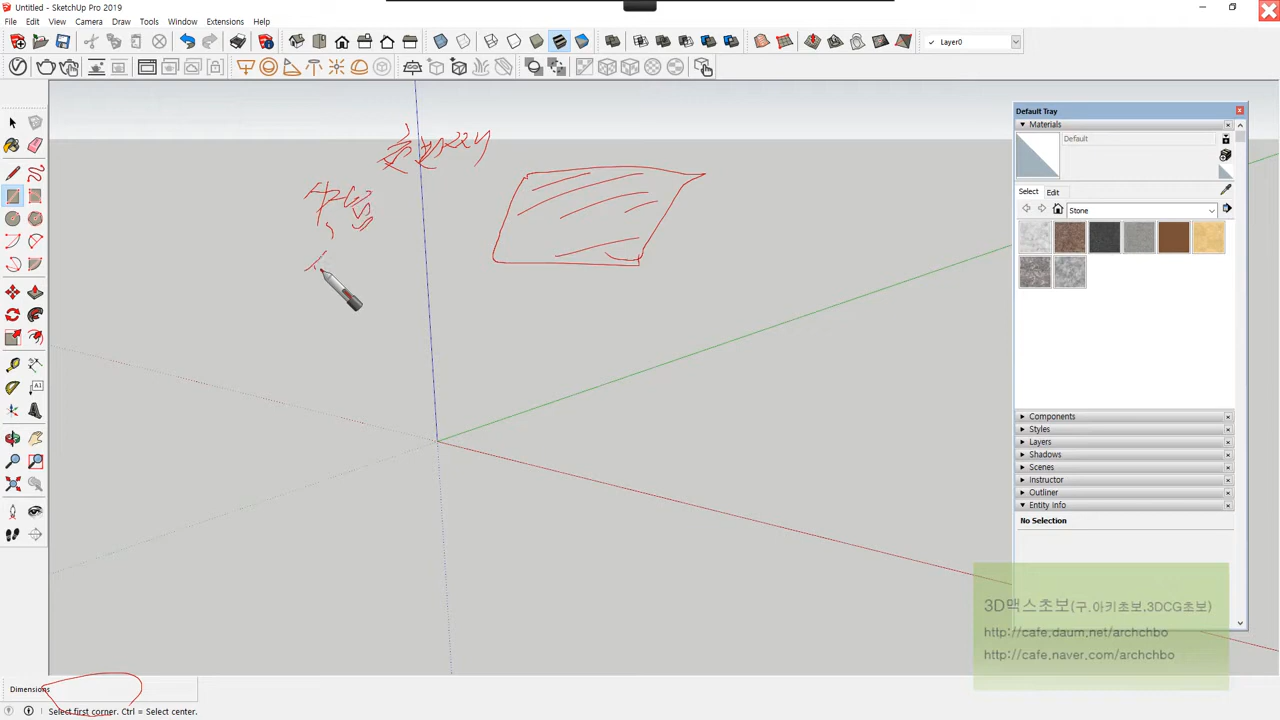 Untitled - SketchUp Pro 2019
File Edit View Camera Draw Tools Window Extensions Help
Layer0
Default Tray
Materials
Default
Select Edit
Stone
Components
Styles
Layers
Shadows
Scenes
Instructor
Outliner
Entity Info
No Selection
3D맥스초보(구.아키초보.3DCG초보)
http://cafe.daum.net/archchbo
http://cafe.naver.com/archchbo
Dimensions
Select first corner. Ctrl = Select center.